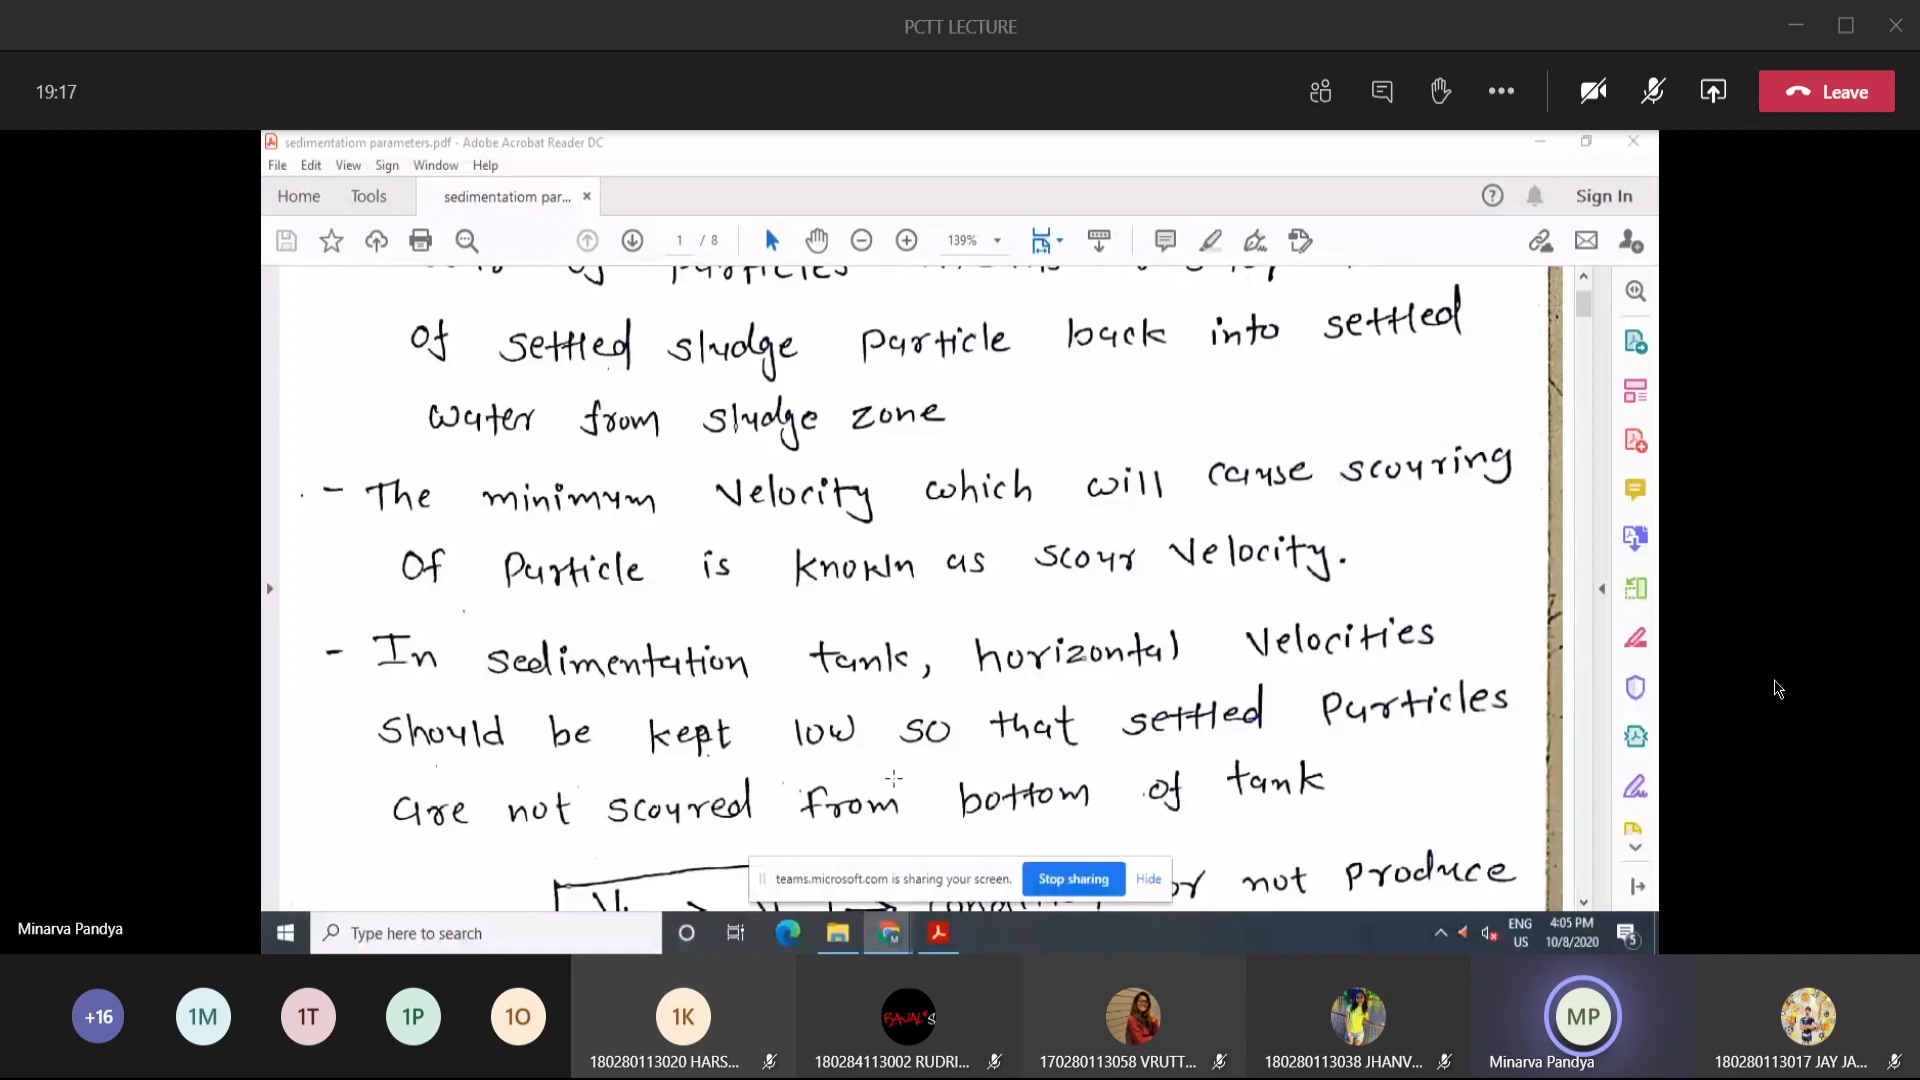 PCTT LECTURE
19:17
Leave
sedimentatiom parameters.pdf - Adobe Acrobat Reader DC
File Edit View Sign Window Help
Home Tools sedimentatiom par... × Sign In
1 / 8 139%
of particles
of settled sludge particle back into settled
water from sludge zone
- The minimum velocity which will cause scouring
of particle is known as scour velocity.
- In sedimentation tank, horizontal velocities
should be kept low so that settled particles
are not scoured from bottom of tank
not produce
teams.microsoft.com is sharing your screen. Stop sharing Hide
Minarva Pandya
Type here to search
ENG
US
4:05 PM
10/8/2020
5
+16 1M 1T 1P 1O 1K BAVAL'S MP
180280113020 HARS... 180284113002 RUDRI... 170280113058 VRUTT... 180280113038 JHANV... Minarva Pandya 180280113017 JAY JA...